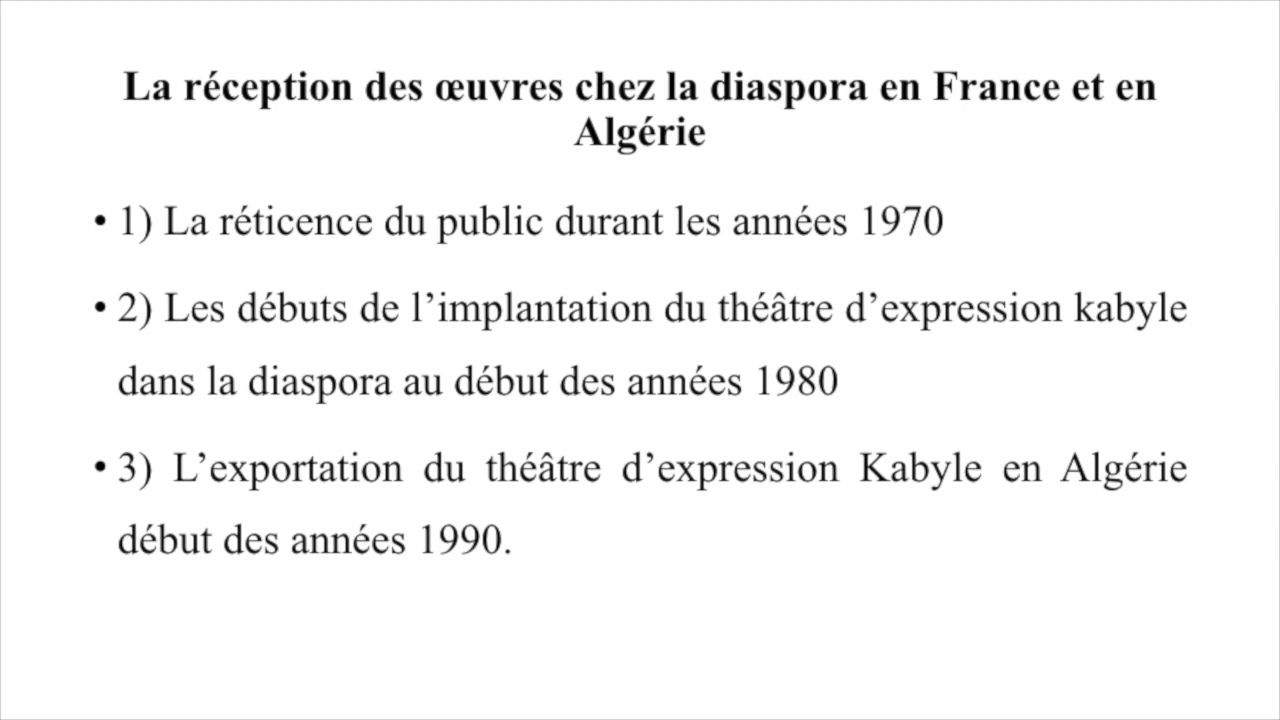 La réception des œuvres chez la diaspora en France et en
Algérie
• 1) La réticence du public durant les années 1970
• 2) Les débuts de l’implantation du théâtre d’expression kabyle
dans la diaspora au début des années 1980
• 3) L’exportation du théâtre d’expression Kabyle en Algérie
début des années 1990.